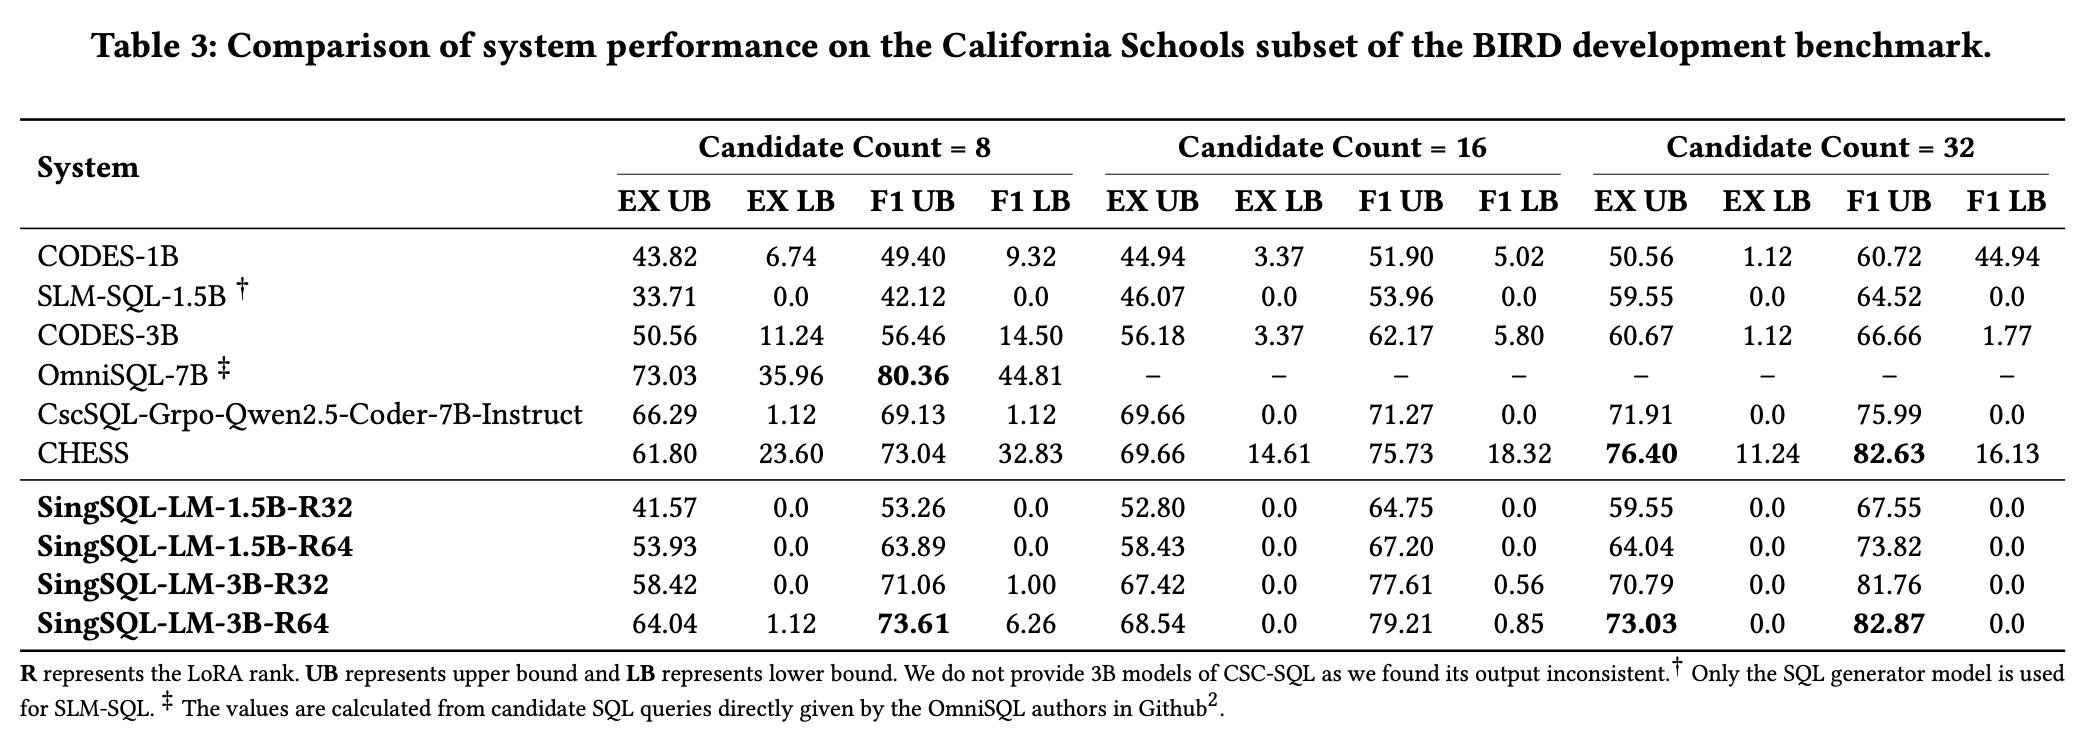 Table 3: Comparison of system performance on the California Schools subset of the BIRD development benchmark.
System Candidate Count = 8 Candidate Count = 16 Candidate Count = 32
EX UB EX LB F1 UB F1 LB EX UB EX LB F1 UB F1 LB EX UB EX LB F1 UB F1 LB
CODES-1B 43.82 6.74 49.40 9.32 44.94 3.37 51.90 5.02 50.56 1.12 60.72 44.94
SLM-SQL-1.5B † 33.71 0.0 42.12 0.0 46.07 0.0 53.96 0.0 59.55 0.0 64.52 0.0
CODES-3B 50.56 11.24 56.46 14.50 56.18 3.37 62.17 5.80 60.67 1.12 66.66 1.77
OmniSQL-7B ‡ 73.03 35.96 80.36 44.81 – – – – – – – –
CscSQL-Grpo-Qwen2.5-Coder-7B-Instruct 66.29 1.12 69.13 1.12 69.66 0.0 71.27 0.0 71.91 0.0 75.99 0.0
CHESS 61.80 23.60 73.04 32.83 69.66 14.61 75.73 18.32 76.40 11.24 82.63 16.13
SingSQL-LM-1.5B-R32 41.57 0.0 53.26 0.0 52.80 0.0 64.75 0.0 59.55 0.0 67.55 0.0
SingSQL-LM-1.5B-R64 53.93 0.0 63.89 0.0 58.43 0.0 67.20 0.0 64.04 0.0 73.82 0.0
SingSQL-LM-3B-R32 58.42 0.0 71.06 1.00 67.42 0.0 77.61 0.56 70.79 0.0 81.76 0.0
SingSQL-LM-3B-R64 64.04 1.12 73.61 6.26 68.54 0.0 79.21 0.85 73.03 0.0 82.87 0.0
R represents the LoRA rank. UB represents upper bound and LB represents lower bound. We do not provide 3B models of CSC-SQL as we found its output inconsistent.† Only the SQL generator model is used
for SLM-SQL. ‡ The values are calculated from candidate SQL queries directly given by the OmniSQL authors in Github2.